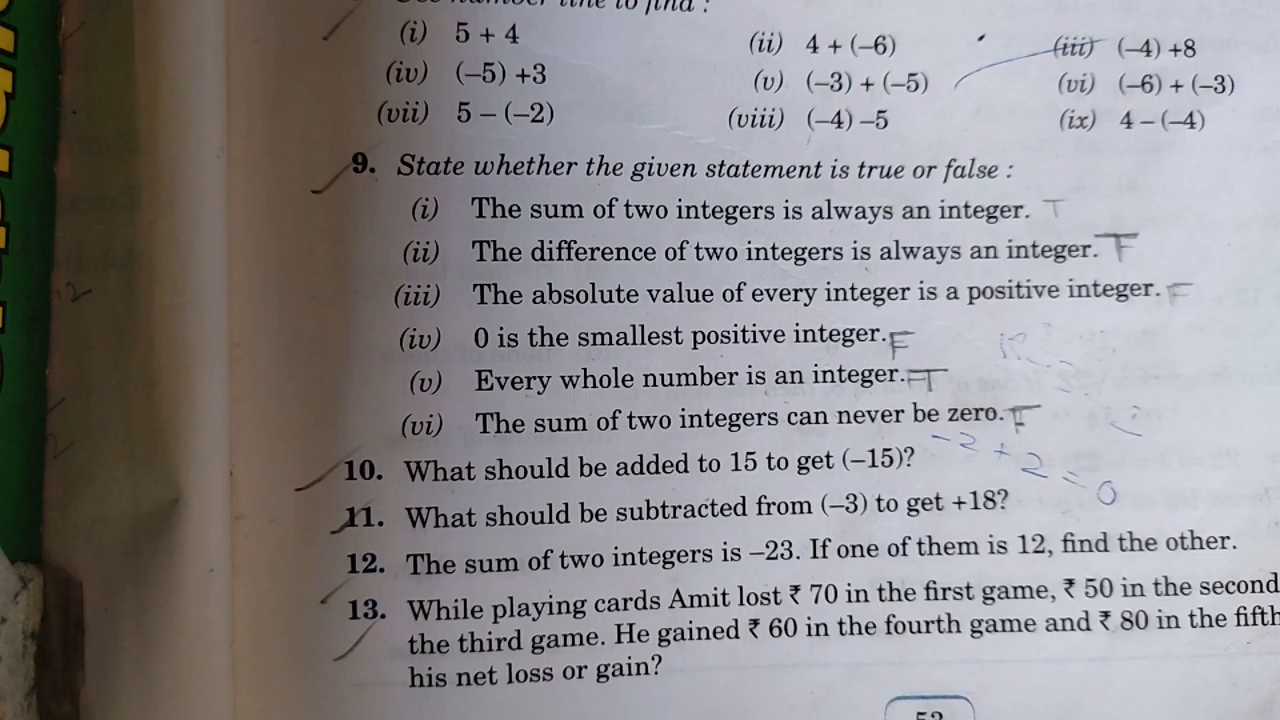 number line to find :
(i) 5 + 4 (ii) 4 + (–6) (iii) (–4) +8
(iv) (–5) +3 (v) (–3) + (–5) (vi) (–6) + (–3)
(vii) 5 – (–2) (viii) (–4) –5 (ix) 4 – (–4)
9. State whether the given statement is true or false :
(i) The sum of two integers is always an integer. T
(ii) The difference of two integers is always an integer. F
(iii) The absolute value of every integer is a positive integer. F
(iv) 0 is the smallest positive integer. F
(v) Every whole number is an integer. T
(vi) The sum of two integers can never be zero. F
-2 + 2 = 0
10. What should be added to 15 to get (–15)?
11. What should be subtracted from (–3) to get +18?
12. The sum of two integers is –23. If one of them is 12, find the other.
13. While playing cards Amit lost ₹ 70 in the first game, ₹ 50 in the second
the third game. He gained ₹ 60 in the fourth game and ₹ 80 in the fifth
his net loss or gain?